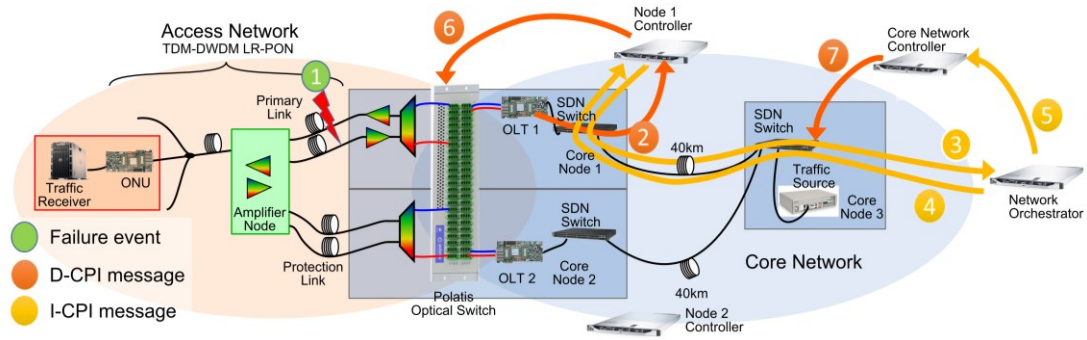 Access Network
TDM-DWDM LR-PON
1
Primary
Link
6
Node 1
Controller
7
Core Network
Controller
OLT 1
SDN
Switch
2
Core
Node 1
40km
SDN
Switch
3
5
4
Traffic
Source
Core
Node 3
Network
Orchestrator
Traffic
Receiver
ONU
Amplifier
Node
Protection
Link
SDN
Switch
OLT 2
Core
Node 2
40km
Core Network
Polatis
Optical Switch
Node 2
Controller
Failure event
D-CPI message
I-CPI message